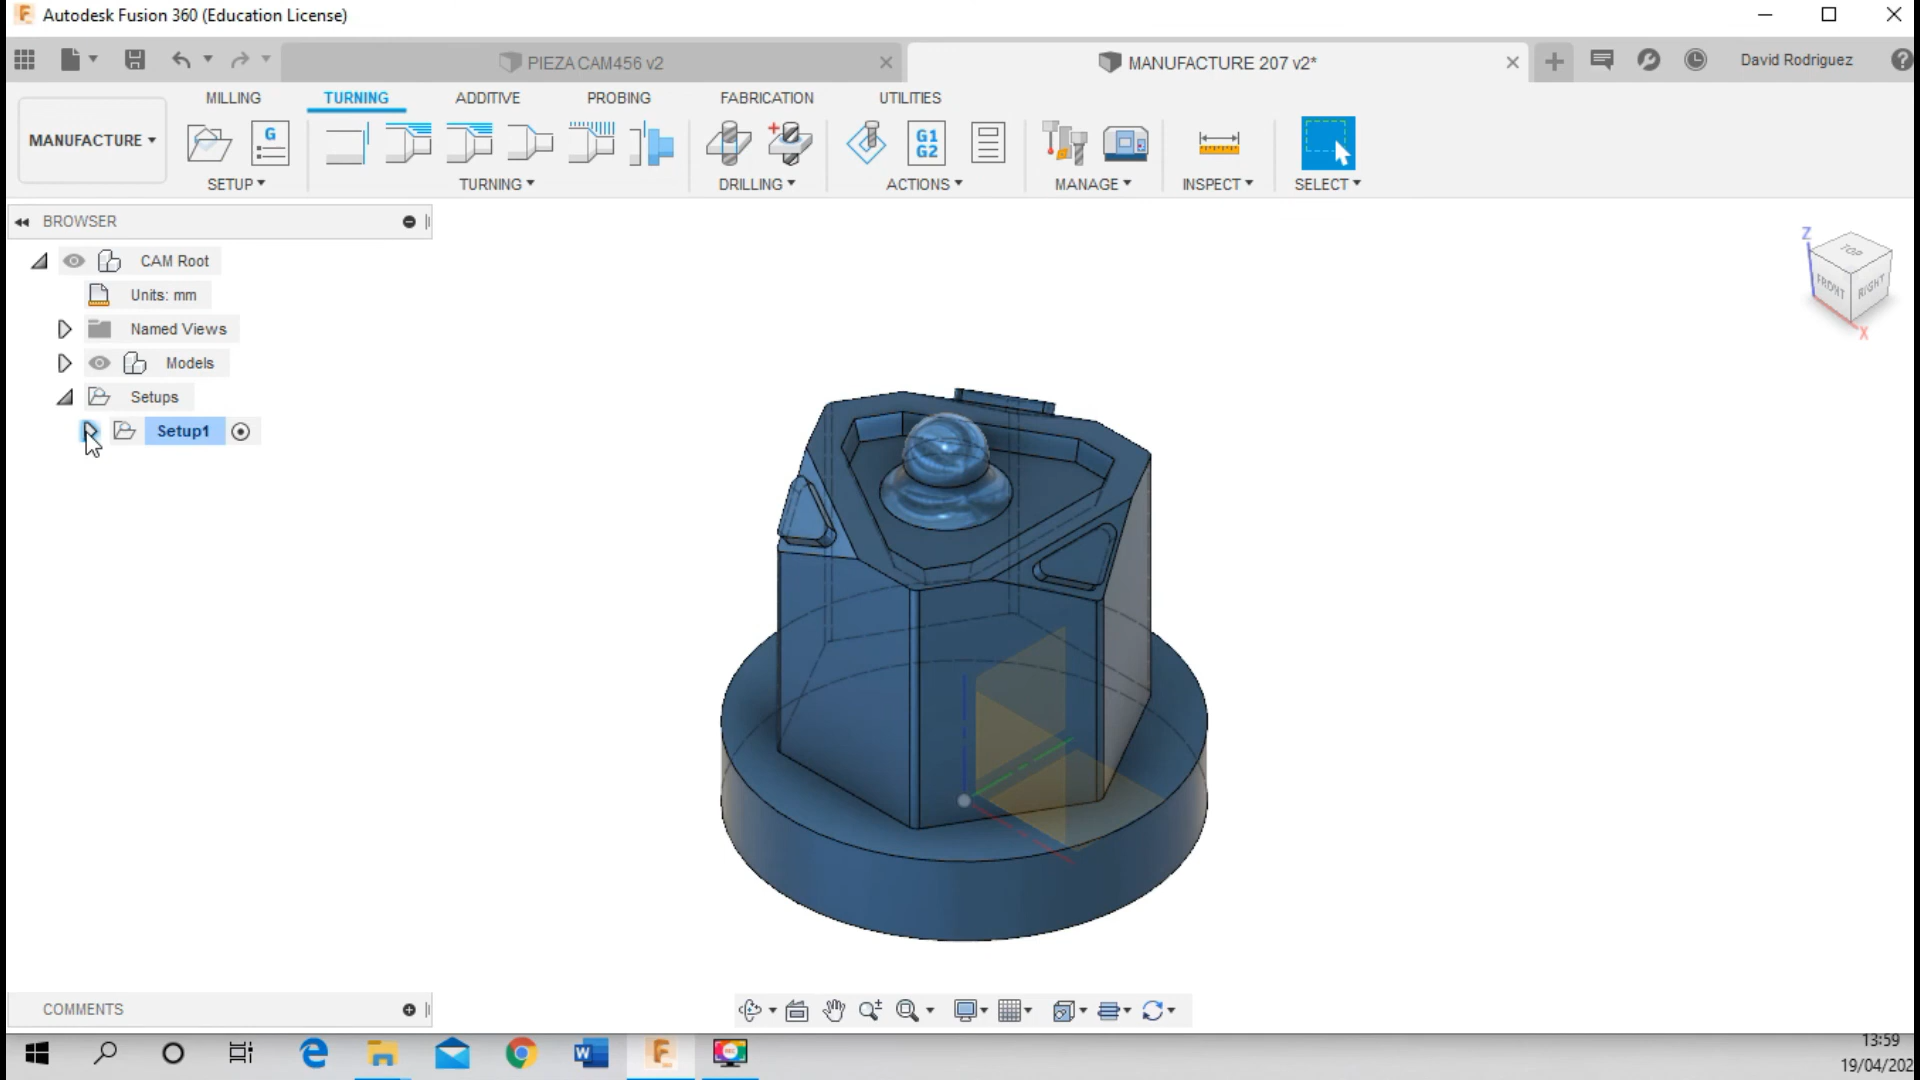 Autodesk Fusion 360 (Education License)
PIEZA CAM456 v2
MANUFACTURE 207 v2*
David Rodriguez
MILLING
TURNING
ADDITIVE
PROBING
FABRICATION
UTILITIES
MANUFACTURE
G
G1
G2
SETUP
TURNING
DRILLING
ACTIONS
MANAGE
INSPECT
SELECT
BROWSER
CAM Root
Units: mm
Named Views
Models
Setups
Setup1
Z
TOP
FRONT
RIGHT
X
COMMENTS
13:59
19/04/202